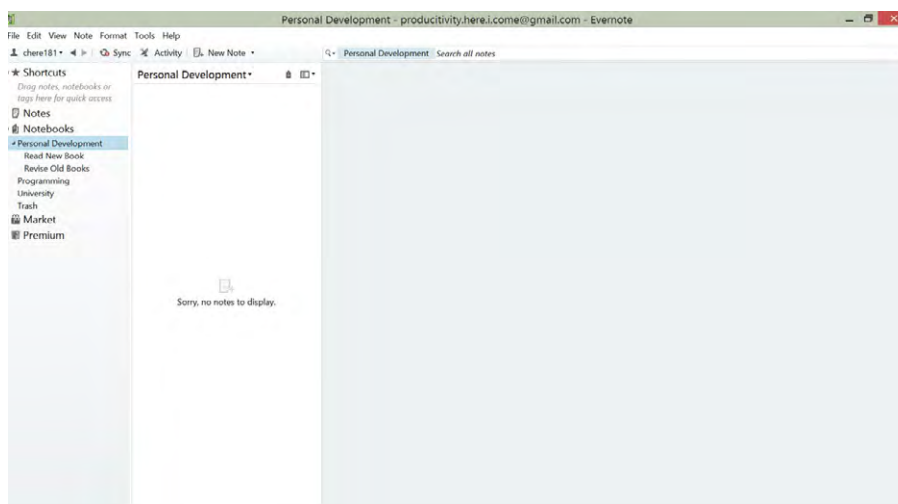 Personal Development - producitivity.here.i.come@gmail.com - Evernote
File Edit View Note Format Tools Help
chere181 Sync Activity New Note Personal Development Search all notes
Shortcuts
Drag notes, notebooks or
tags here for quick access
Notes
Notebooks
Personal Development
Read New Book
Revise Old Books
Programming
University
Trash
Market
Premium
Personal Development
Sorry, no notes to display.